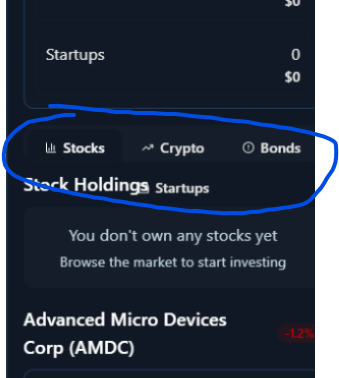 $0
Startups 0
$0
Stocks Crypto Bonds
Stock Holdings Startups
You don't own any stocks yet
Browse the market to start investing
Advanced Micro Devices
Corp (AMDC)
-1.2%